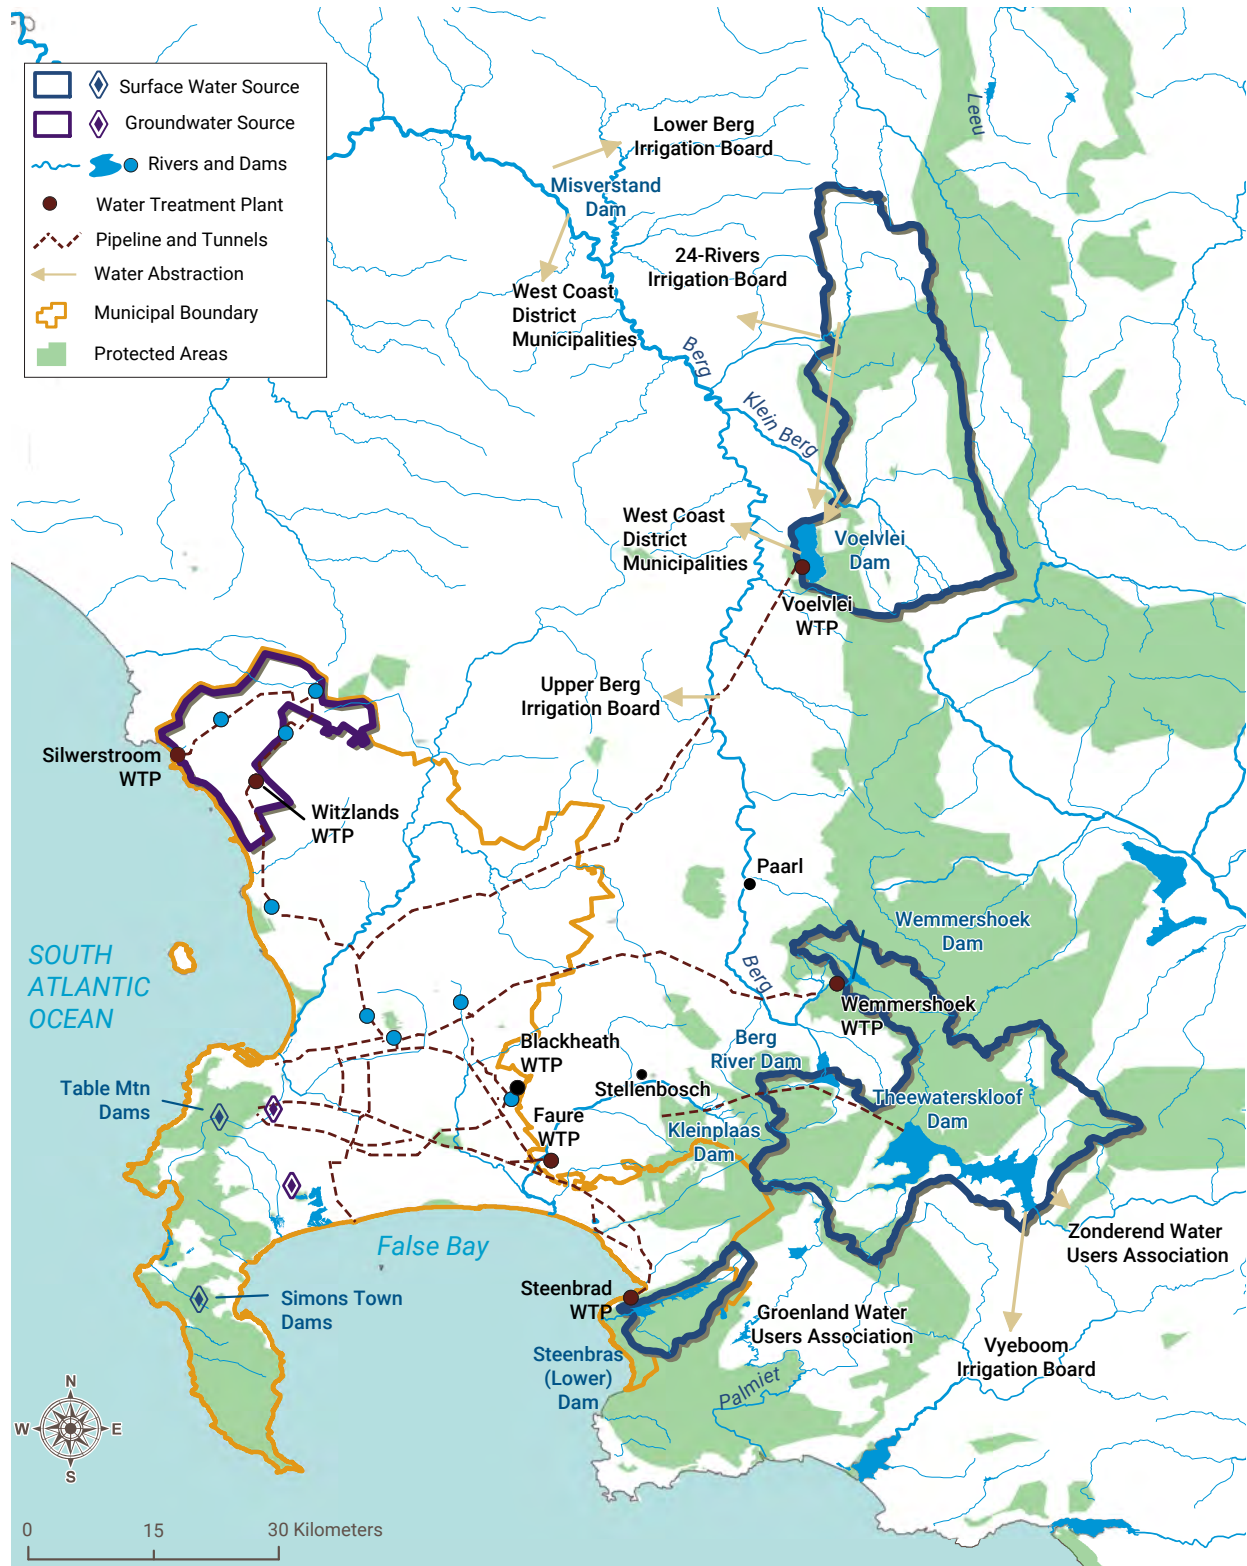 Surface Water Source
Groundwater Source
Rivers and Dams
Water Treatment Plant
Pipeline and Tunnels
Water Abstraction
Municipal Boundary
Protected Areas
Leeu
Lower Berg
Irrigation Board
Misverstand
Dam
24-Rivers
Irrigation Board
West Coast
District
Municipalities
Berg
Klein Berg
West Coast
District
Municipalities
Voelvlei
Dam
Voelvlei
WTP
Upper Berg
Irrigation Board
Silwerstroom
WTP
Witzlands
WTP
Paarl
Wemmershoek
Dam
SOUTH
ATLANTIC
OCEAN
Berg
Wemmershoek
WTP
Blackheath
WTP
Berg
River Dam
Stellenbosch
Table Mtn
Dams
Theewaterskloof
Dam
Faure
WTP
Kleinplaas
Dam
Zonderend Water
Users Association
False Bay
Steenbrad
WTP
Simons Town
Dams
Groenland Water
Users Association
Vyeboom
Irrigation Board
Steenbras
(Lower)
Dam
Palmiet
N
W
E
S
0
15
30 Kilometers